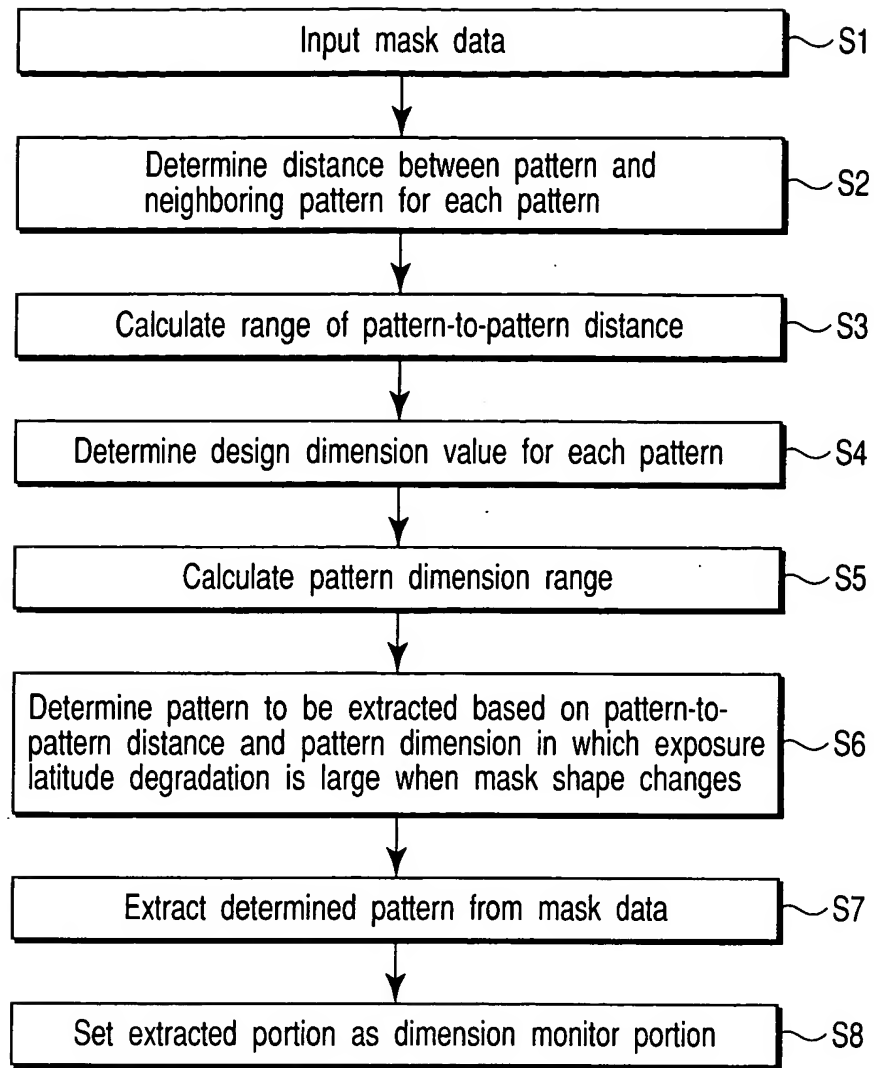 Input mask data
S1
Determine distance between pattern and
neighboring pattern for each pattern
S2
Calculate range of pattern-to-pattern distance
S3
Determine design dimension value for each pattern
S4
Calculate pattern dimension range
S5
Determine pattern to be extracted based on pattern-to-
pattern distance and pattern dimension in which exposure
latitude degradation is large when mask shape changes
S6
Extract determined pattern from mask data
S7
Set extracted portion as dimension monitor portion
S8